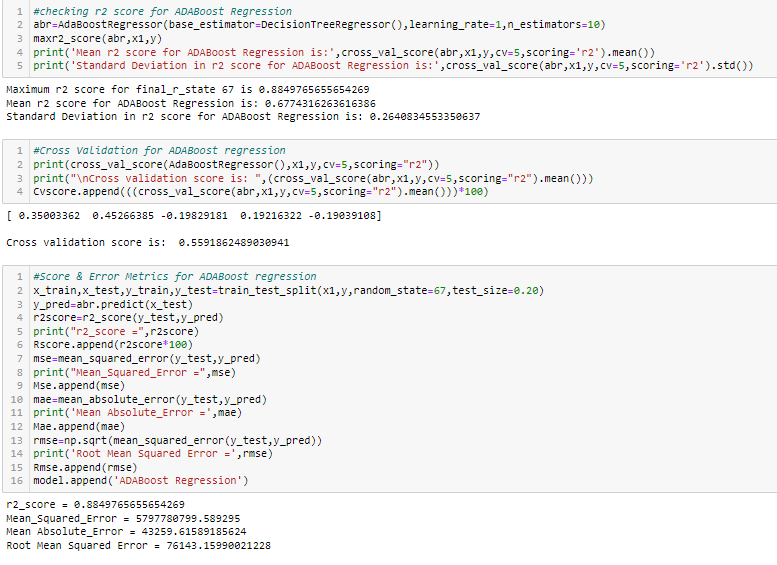 1 #checking r2 score for ADABoost Regression
2 abr=AdaBoostRegressor(base_estimator=DecisionTreeRegressor(),learning_rate=1,n_estimators=10)
3 maxr2_score(abr,x1,y)
4 print('Mean r2 score for ADABoost Regression is:',cross_val_score(abr,x1,y,cv=5,scoring='r2').mean())
5 print('Standard Deviation in r2 score for ADABoost Regression is:',cross_val_score(abr,x1,y,cv=5,scoring='r2').std())
Maximum r2 score for final_r_state 67 is 0.8849765655654269
Mean r2 score for ADABoost Regression is: 0.6774316263616386
Standard Deviation in r2 score for ADABoost Regression is: 0.2640834553350637
1 #Cross Validation for ADABoost regression
2 print(cross_val_score(AdaBoostRegressor(),x1,y,cv=5,scoring="r2"))
3 print("\nCross validation score is: ",(cross_val_score(abr,x1,y,cv=5,scoring="r2").mean()))
4 Cvscore.append(((cross_val_score(abr,x1,y,cv=5,scoring="r2").mean()))*100)
[ 0.35003362  0.45266385 -0.19829181  0.19216322 -0.19039108]
Cross validation score is:  0.5591862489030941
1 #Score & Error Metrics for ADABoost regression
2 x_train,x_test,y_train,y_test=train_test_split(x1,y,random_state=67,test_size=0.20)
3 y_pred=abr.predict(x_test)
4 r2score=r2_score(y_test,y_pred)
5 print("r2_score =",r2score)
6 Rscore.append(r2score*100)
7 mse=mean_squared_error(y_test,y_pred)
8 print("Mean_Squared_Error =",mse)
9 Mse.append(mse)
10 mae=mean_absolute_error(y_test,y_pred)
11 print('Mean Absolute_Error =',mae)
12 Mae.append(mae)
13 rmse=np.sqrt(mean_squared_error(y_test,y_pred))
14 print('Root Mean Squared Error =',rmse)
15 Rmse.append(rmse)
16 model.append('ADABoost Regression')
r2_score = 0.8849765655654269
Mean_Squared_Error = 5797780799.589295
Mean Absolute_Error = 43259.61589185624
Root Mean Squared Error = 76143.15990021228